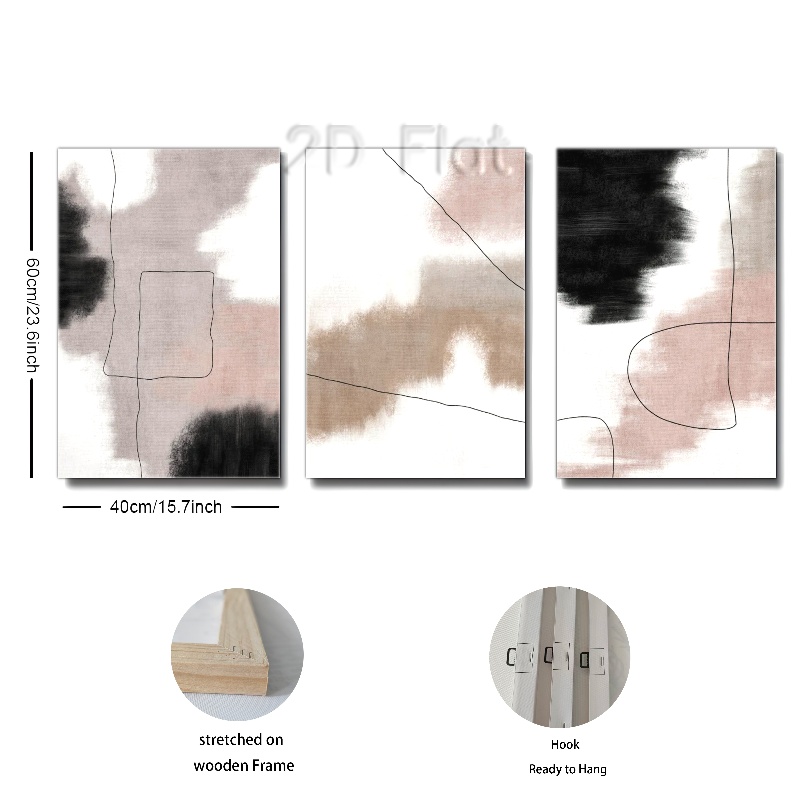 2D Flat
60cm/23.6inch
40cm/15.7inch
stretched on
wooden Frame
Hook
Ready to Hang